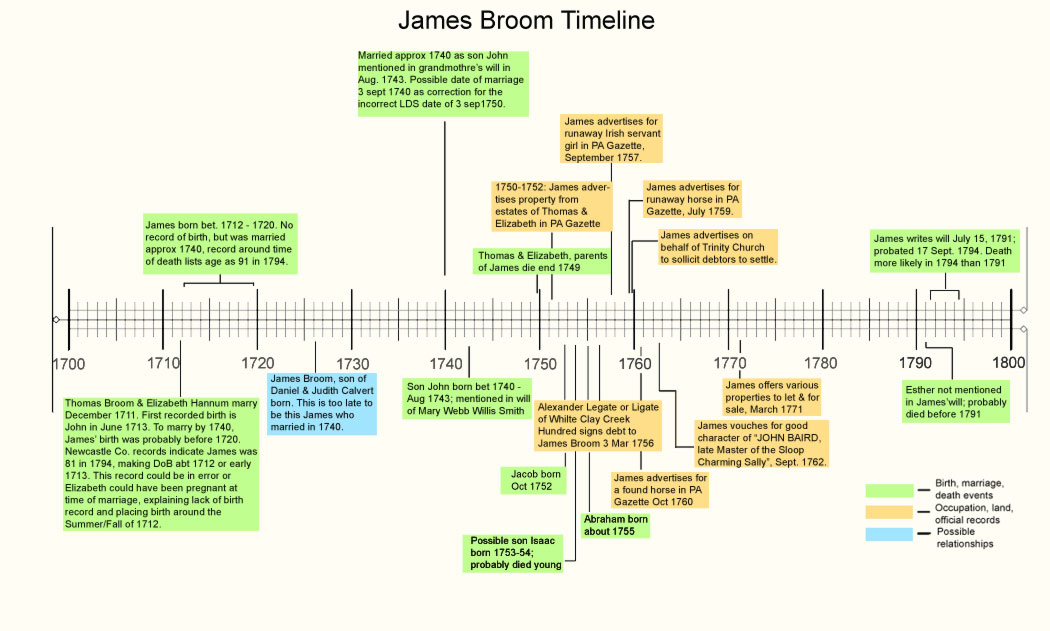 James Broom Timeline
Married approx 1740 as son John
mentioned in grandmothre's will in
Aug. 1743. Possible date of marriage
3 sept 1740 as correction for the
incorrect LDS date of 3 sep1750.
James advertises for
runaway Irish servant
girl in PA Gazette,
September 1757.
1750-1752: James adver-
tises property from
estates of Thomas &
Elizabeth in PA Gazette
James advertises for
runaway horse in PA
Gazette, July 1759.
James born bet. 1712 - 1720. No
record of birth, but was married
approx 1740, record around time
of death lists age as 91 in 1794.
Thomas & Elizabeth, parents
of James die end 1749
James advertises on
behalf of Trinity Church
to sollicit debtors to settle.
James writes will July 15, 1791;
probated 17 Sept. 1794. Death
more likely in 1794 than 1791
1700 1710 1720 1730 1740 1750 1760 1770 1780 1790 1800
Thomas Broom & Elizabeth Hannum marry
December 1711. First recorded birth is
John in June 1713. To marry by 1740,
James' birth was probably before 1720.
Newcastle Co. records indicate James was
81 in 1794, making DoB abt 1712 or early
1713. This record could be in error or
Elizabeth could have been pregnant at
time of marriage, explaining lack of birth
record and placing birth around the
Summer/Fall of 1712.
James Broom, son of
Daniel & Judith Calvert
born. This is too late to
be this James who
married in 1740.
Son John born bet 1740 -
Aug 1743; mentioned in will
of Mary Webb Willis Smith
Alexander Legate or Ligate
of Whilte Clay Creek
Hundred signs debt to
James Broom 3 Mar 1756
James offers various
properties to let & for
sale, March 1771
Esther not mentioned
in James'will; probably
died before 1791
James vouches for good
character of "JOHN BAIRD,
late Master of the Sloop
Charming Sally", Sept. 1762.
Jacob born
Oct 1752
James advertises for
a found horse in PA
Gazette Oct 1760
Abraham born
about 1755
Possible son Isaac
born 1753-54;
probably died young
Birth, marriage,
death events
Occupation, land,
official records
Possible
relationships